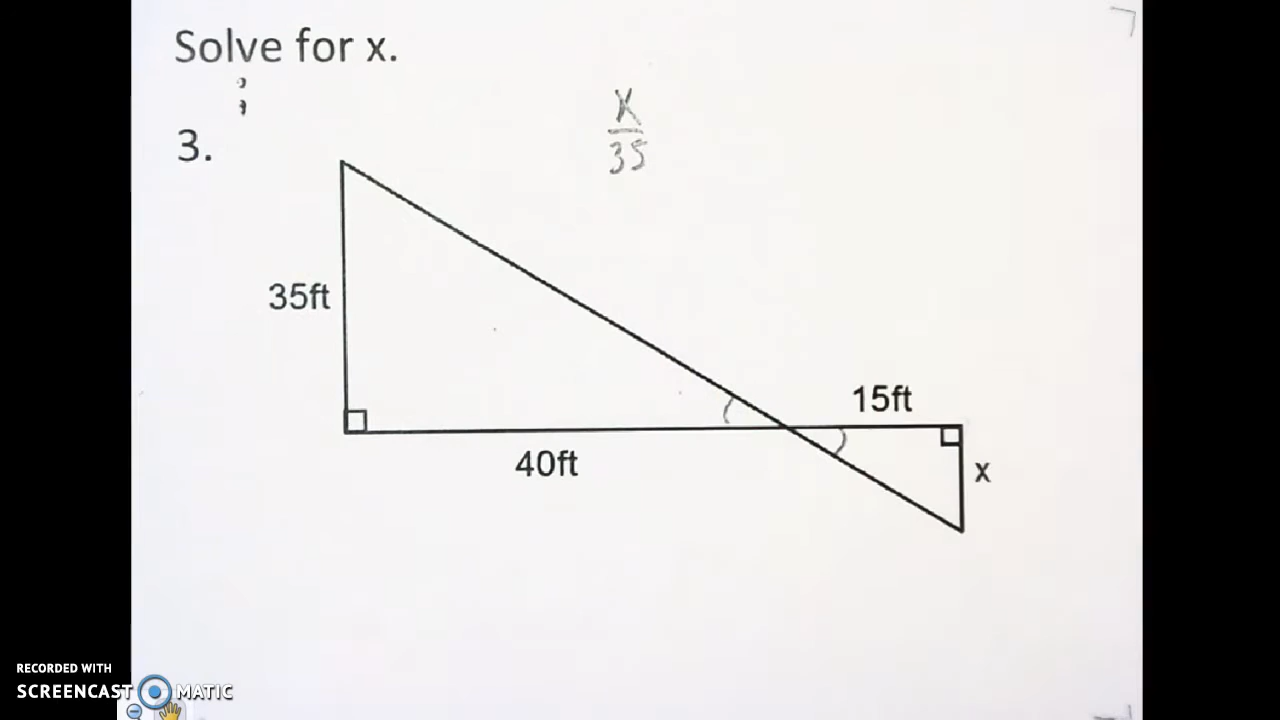 Solve for x.
3.
x
35
35ft
15ft
40ft
x
RECORDED WITH
SCREENCAST MATIC